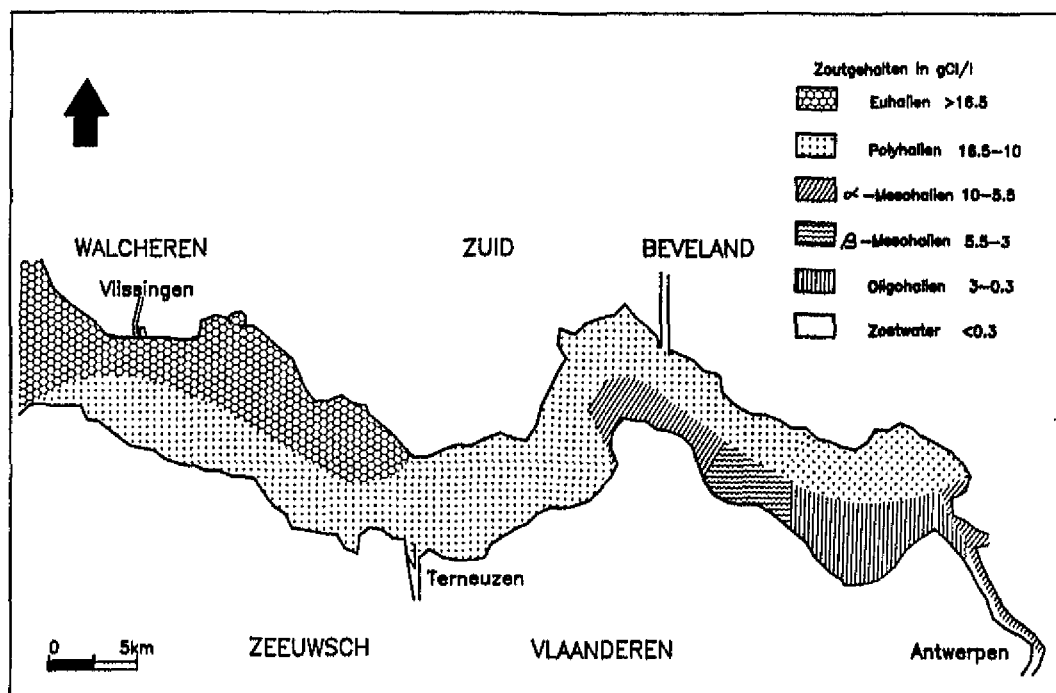 Zoutgehalten in gCl/l
Euhalien >16.5
Polyhalien 16.5-10
α-Mesohalien 10-5.5
β-Mesohalien 5.5-3
Oligohalien 3-0.3
Zoetwater <0.3
WALCHEREN ZUID BEVELAND
Vlissingen
Terneuzen
0 5km
ZEEUWSCH VLAANDEREN
Antwerpen